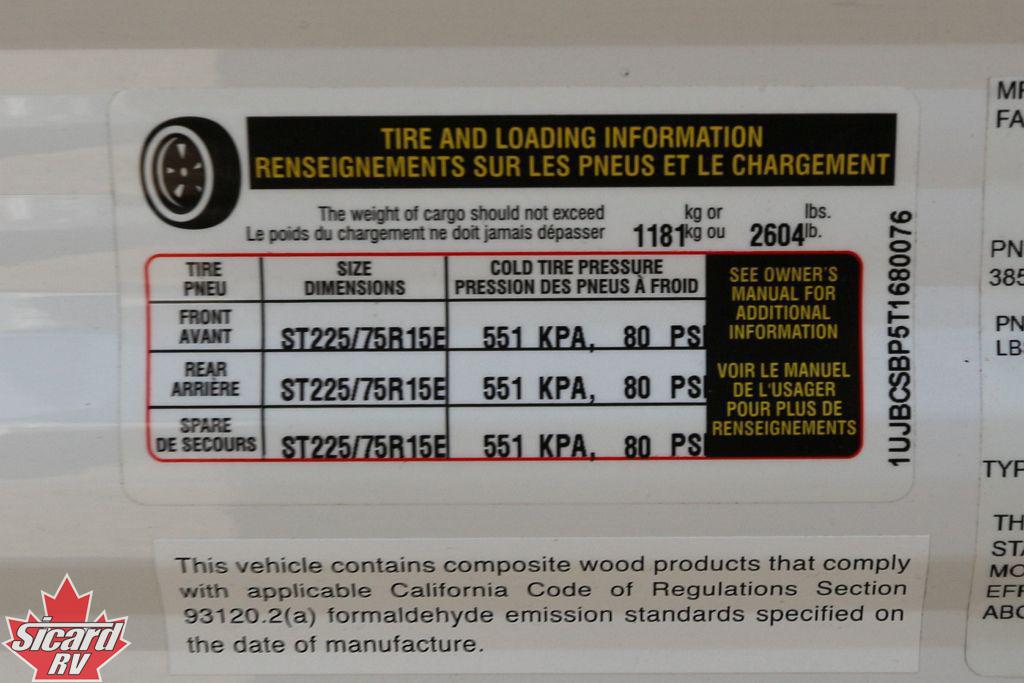 TIRE AND LOADING INFORMATION
RENSEIGNEMENTS SUR LES PNEUS ET LE CHARGEMENT
The weight of cargo should not exceed kg or lbs.
Le poids du chargement ne doit jamais dépasser 1181 kg ou 2604 lb.
TIRE SIZE COLD TIRE PRESSURE
PNEU DIMENSIONS PRESSION DES PNEUS À FROID
FRONT
AVANT ST225/75R15E 551 KPA, 80 PSI
REAR
ARRIÈRE ST225/75R15E 551 KPA, 80 PSI
SPARE
DE SECOURS ST225/75R15E 551 KPA, 80 PSI
SEE OWNER'S
MANUAL FOR
ADDITIONAL
INFORMATION
VOIR LE MANUEL
DE L'USAGER
POUR PLUS DE
RENSEIGNEMENTS
1UJBCSBP5T1680076
This vehicle contains composite wood products that comply
with applicable California Code of Regulations Section
93120.2(a) formaldehyde emission standards specified on
the date of manufacture.
PN
385
PN
LB
TH
Sicard
RV